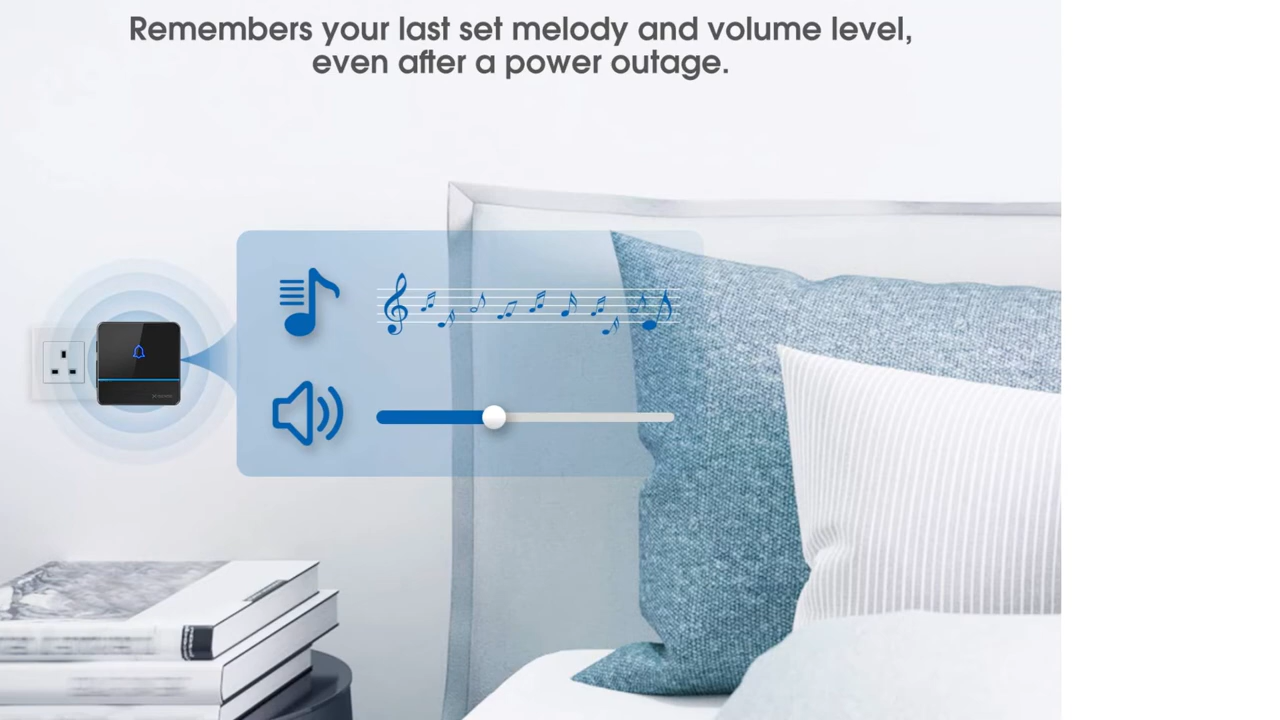 Remembers your last set melody and volume level,
even after a power outage.